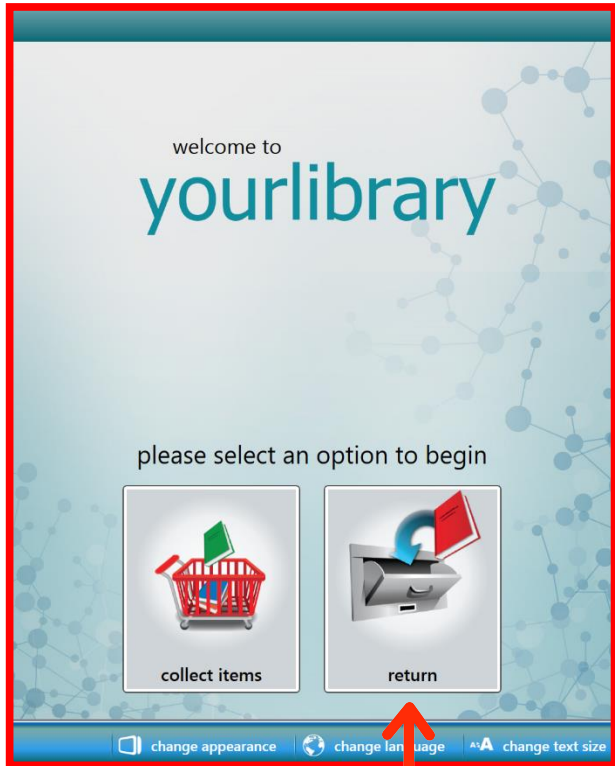 welcome to
yourlibrary
please select an option to begin
collect items
return
change appearance
change language
AsA change text size